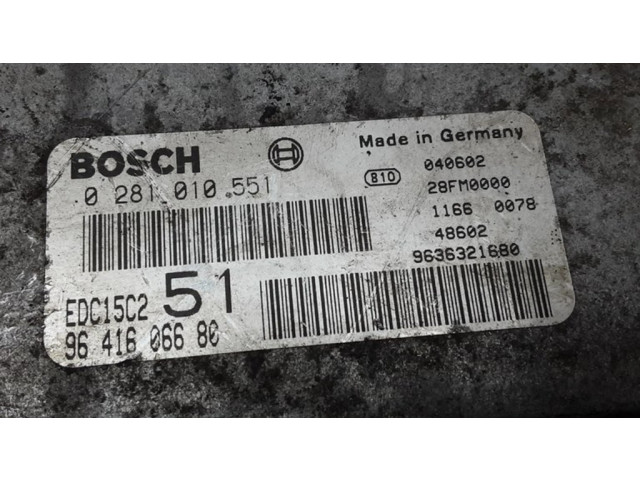 BOSCH
0 281 010 551
Made in Germany
B10
040602
28FM0000
1166 0078
48602
9636321680
EDC15C2 51
96 416 066 80